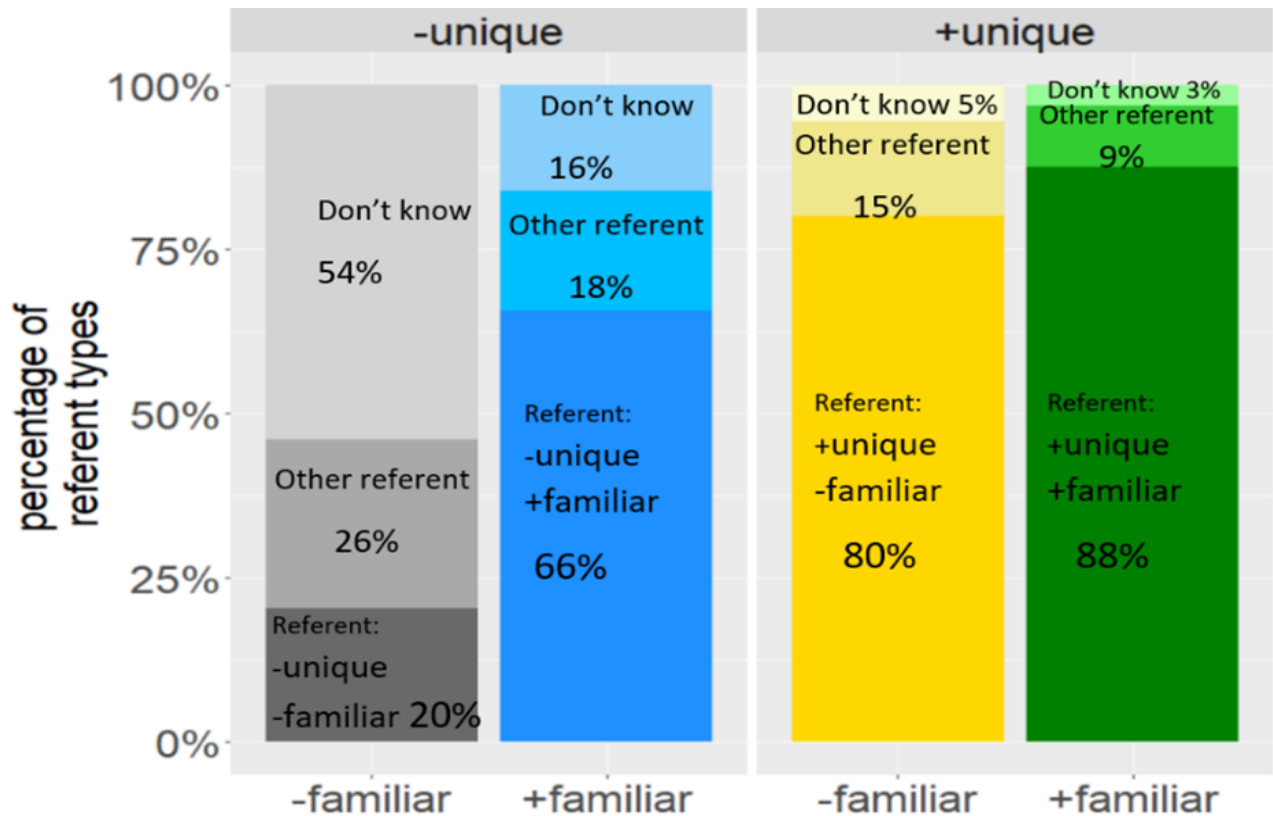 -unique
+unique
percentage of
referent types
100%
75%
50%
25%
0%
Don’t know
54%
Other referent
26%
Referent:
-unique
-familiar 20%
Don’t know
16%
Other referent
18%
Referent:
-unique
+familiar
66%
Don’t know 5%
Other referent
15%
Referent:
+unique
-familiar
80%
Don’t know 3%
Other referent
9%
Referent:
+unique
+familiar
88%
-familiar
+familiar
-familiar
+familiar